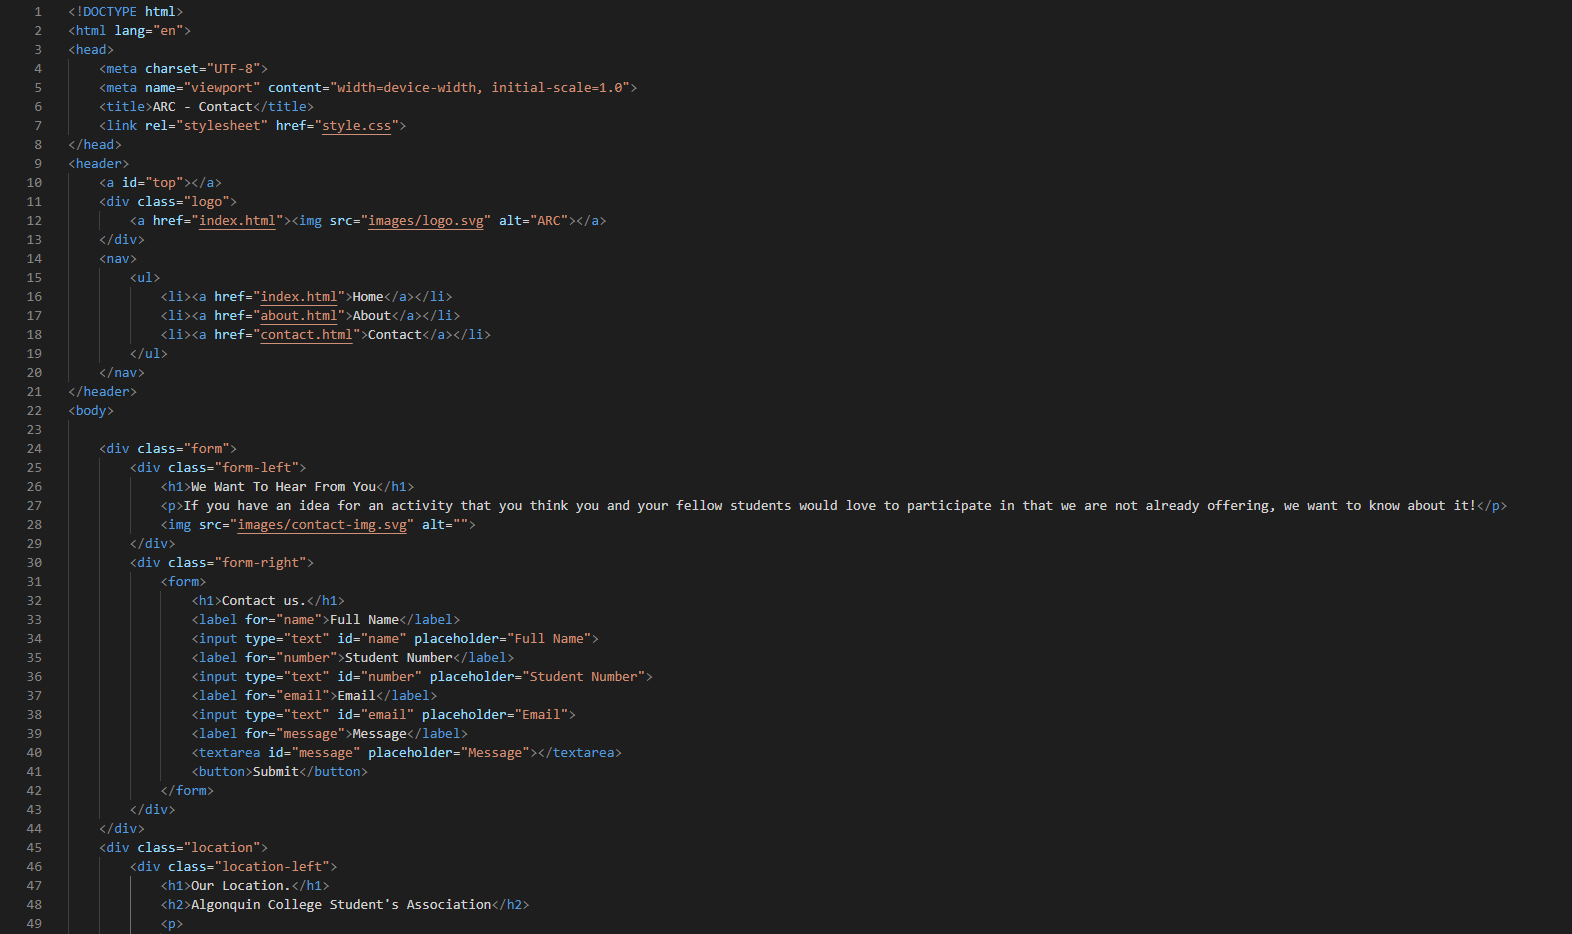 1 <!DOCTYPE html>
2 <html lang="en">
3 <head>
4     <meta charset="UTF-8">
5     <meta name="viewport" content="width=device-width, initial-scale=1.0">
6     <title>ARC - Contact</title>
7     <link rel="stylesheet" href="style.css">
8 </head>
9 <header>
10     <a id="top"></a>
11     <div class="logo">
12         <a href="index.html"><img src="images/logo.svg" alt="ARC"></a>
13     </div>
14     <nav>
15         <ul>
16             <li><a href="index.html">Home</a></li>
17             <li><a href="about.html">About</a></li>
18             <li><a href="contact.html">Contact</a></li>
19         </ul>
20     </nav>
21 </header>
22 <body>
23
24     <div class="form">
25         <div class="form-left">
26             <h1>We Want To Hear From You</h1>
27             <p>If you have an idea for an activity that you think you and your fellow students would love to participate in that we are not already offering, we want to know about it!</p>
28             <img src="images/contact-img.svg" alt="">
29         </div>
30         <div class="form-right">
31             <form>
32                 <h1>Contact us.</h1>
33                 <label for="name">Full Name</label>
34                 <input type="text" id="name" placeholder="Full Name">
35                 <label for="number">Student Number</label>
36                 <input type="text" id="number" placeholder="Student Number">
37                 <label for="email">Email</label>
38                 <input type="text" id="email" placeholder="Email">
39                 <label for="message">Message</label>
40                 <textarea id="message" placeholder="Message"></textarea>
41                 <button>Submit</button>
42             </form>
43         </div>
44     </div>
45     <div class="location">
46         <div class="location-left">
47             <h1>Our Location.</h1>
48             <h2>Algonquin College Student's Association</h2>
49             <p>